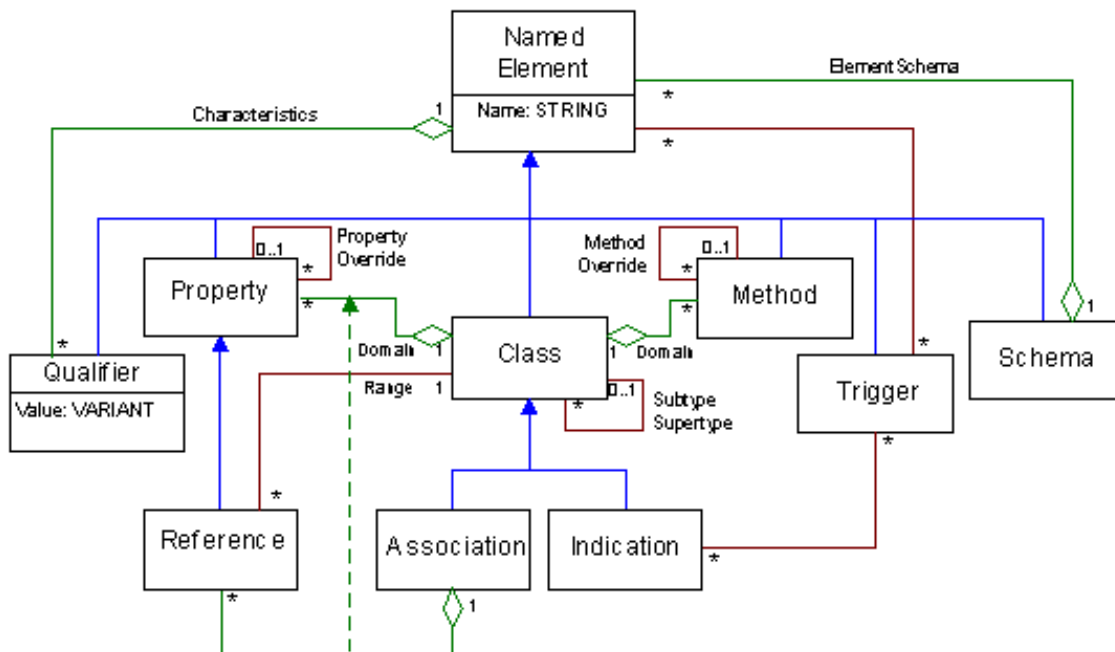 Named
Element
Name: STRING
Element Schema
*
*
1
Characteristics
Property
Override
0..1
*
Method
Override
0..1
*
Property
*
Method
*
Domain
1
Class
1
Domain
1
Schema
*
Qualifier
Value: VARIANT
Range
1
0..1
*
Subtype
Supertype
*
Trigger
*
*
Reference
*
Association
1
Indication
*